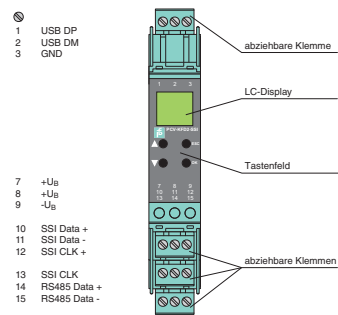 1 USB DP
2 USB DM
3 GND
abziehbare Klemme
1 2 3
LC-Display
ESC
Tastenfeld
7 +UB
8 +UB
9 -UB
7 8 9
10 11 12
13 14 15
10 SSI Data +
11 SSI Data -
12 SSI CLK +
abziehbare Klemmen
13 SSI CLK
14 RS485 Data +
15 RS485 Data -